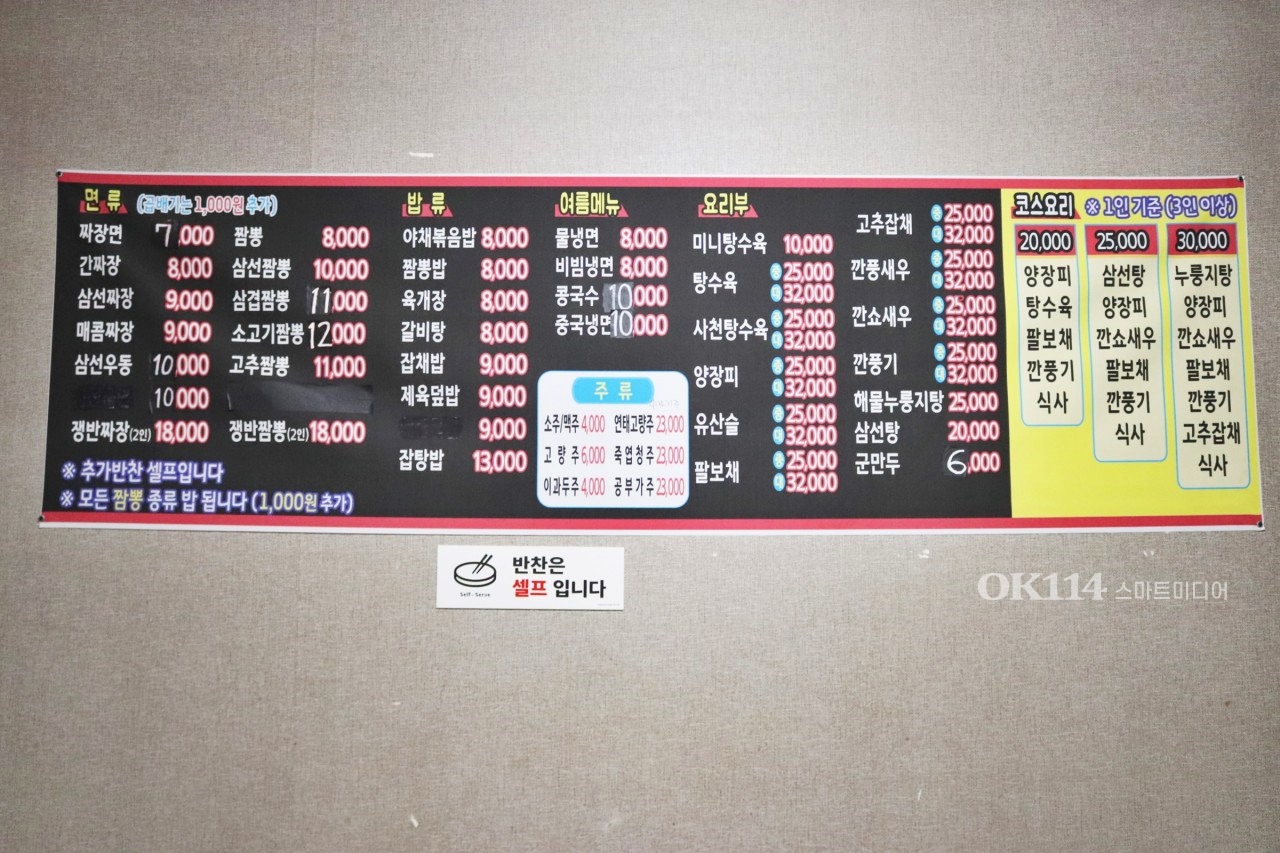 면류 (곱배기는 1,000원 추가)
짜장면 7,000
간짜장 8,000
삼선짜장 9,000
매콤짜장 9,000
삼선우동 10,000
10,000
쟁반짜장(2인) 18,000
짬뽕 8,000
삼선짬뽕 10,000
삼겹짬뽕 11,000
소고기짬뽕 12,000
고추짬뽕 11,000
쟁반짬뽕(2인) 18,000
※ 추가반찬 셀프입니다
※ 모든 짬뽕 종류 밥 됩니다 (1,000원 추가)
밥류
야채볶음밥 8,000
짬뽕밥 8,000
육개장 8,000
갈비탕 8,000
잡채밥 9,000
제육덮밥 9,000
9,000
잡탕밥 13,000
여름메뉴
물냉면 8,000
비빔냉면 8,000
콩국수 10,000
중국냉면 10,000
주류
소주/맥주 4,000 연태고량주 23,000
고량주 6,000 죽엽청주 23,000
이과두주 4,000 공부가주 23,000
요리부
미니탕수육 10,000
탕수육 중 25,000
대 32,000
사천탕수육 중 25,000
대 32,000
양장피 중 25,000
대 32,000
유산슬 중 25,000
대 32,000
팔보채 중 25,000
대 32,000
고추잡채 중 25,000
대 32,000
깐풍새우 중 25,000
대 32,000
깐쇼새우 중 25,000
대 32,000
깐풍기 중 25,000
대 32,000
해물누룽지탕 25,000
삼선탕 20,000
군만두 6,000
코스요리 ※ 1인 기준 (3인 이상)
20,000
양장피
탕수육
팔보채
깐풍기
식사
25,000
삼선탕
양장피
깐쇼새우
팔보채
깐풍기
식사
30,000
누룽지탕
양장피
깐쇼새우
팔보채
깐풍기
고추잡채
식사
반찬은
셀프 입니다
Self-Serve
OK114 스마트미디어